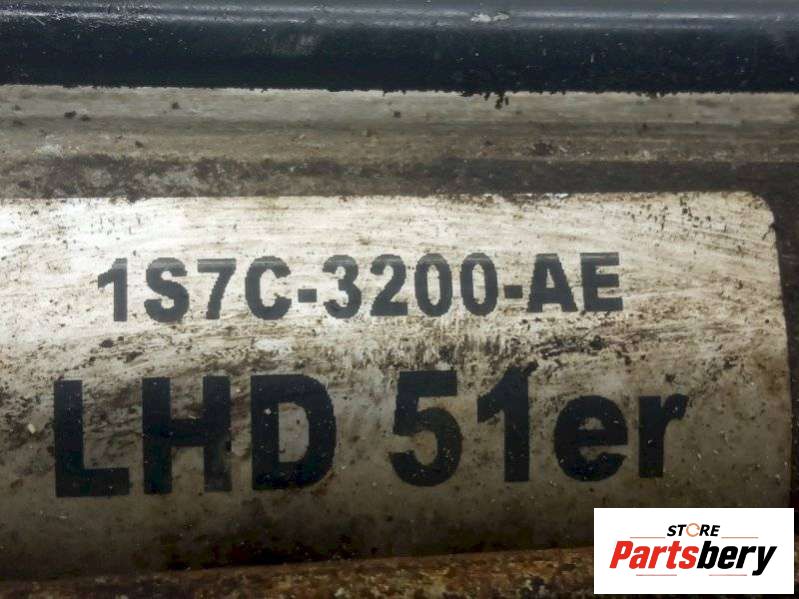 1S7C-3200-AE
LHD 51er
STORE
Partsbery